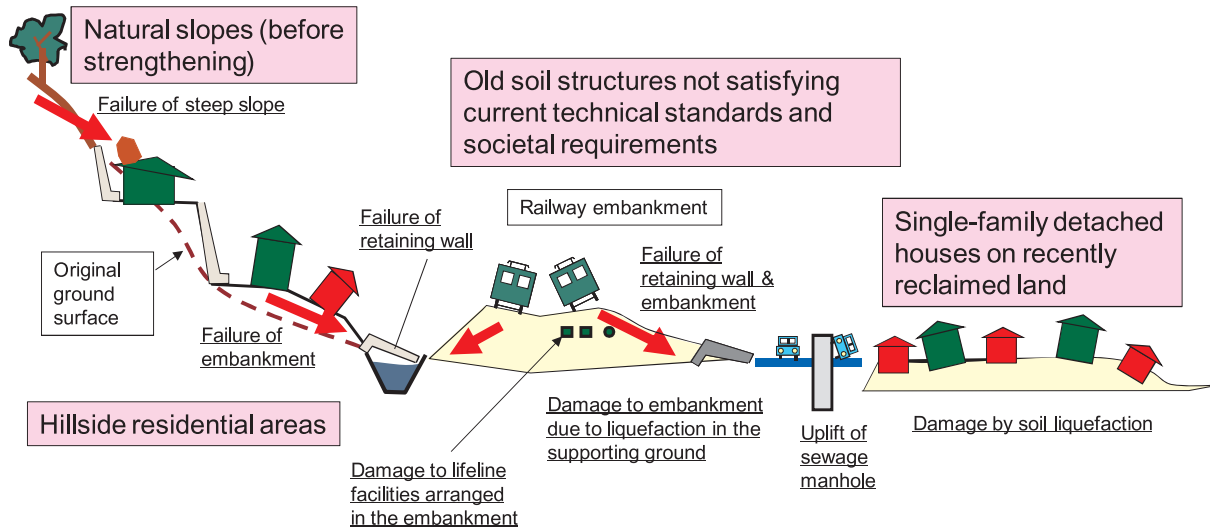 Natural slopes (before
strengthening)
Failure of steep slope
Old soil structures not satisfying
current technical standards and
societal requirements
Railway embankment
Failure of
retaining wall
Failure of
retaining wall &
embankment
Single-family detached
houses on recently
reclaimed land
Original
ground
surface
Failure of
embankment
Hillside residential areas
Damage to lifeline
facilities arranged
in the embankment
Damage to embankment
due to liquefaction in the
supporting ground
Uplift of
sewage
manhole
Damage by soil liquefaction